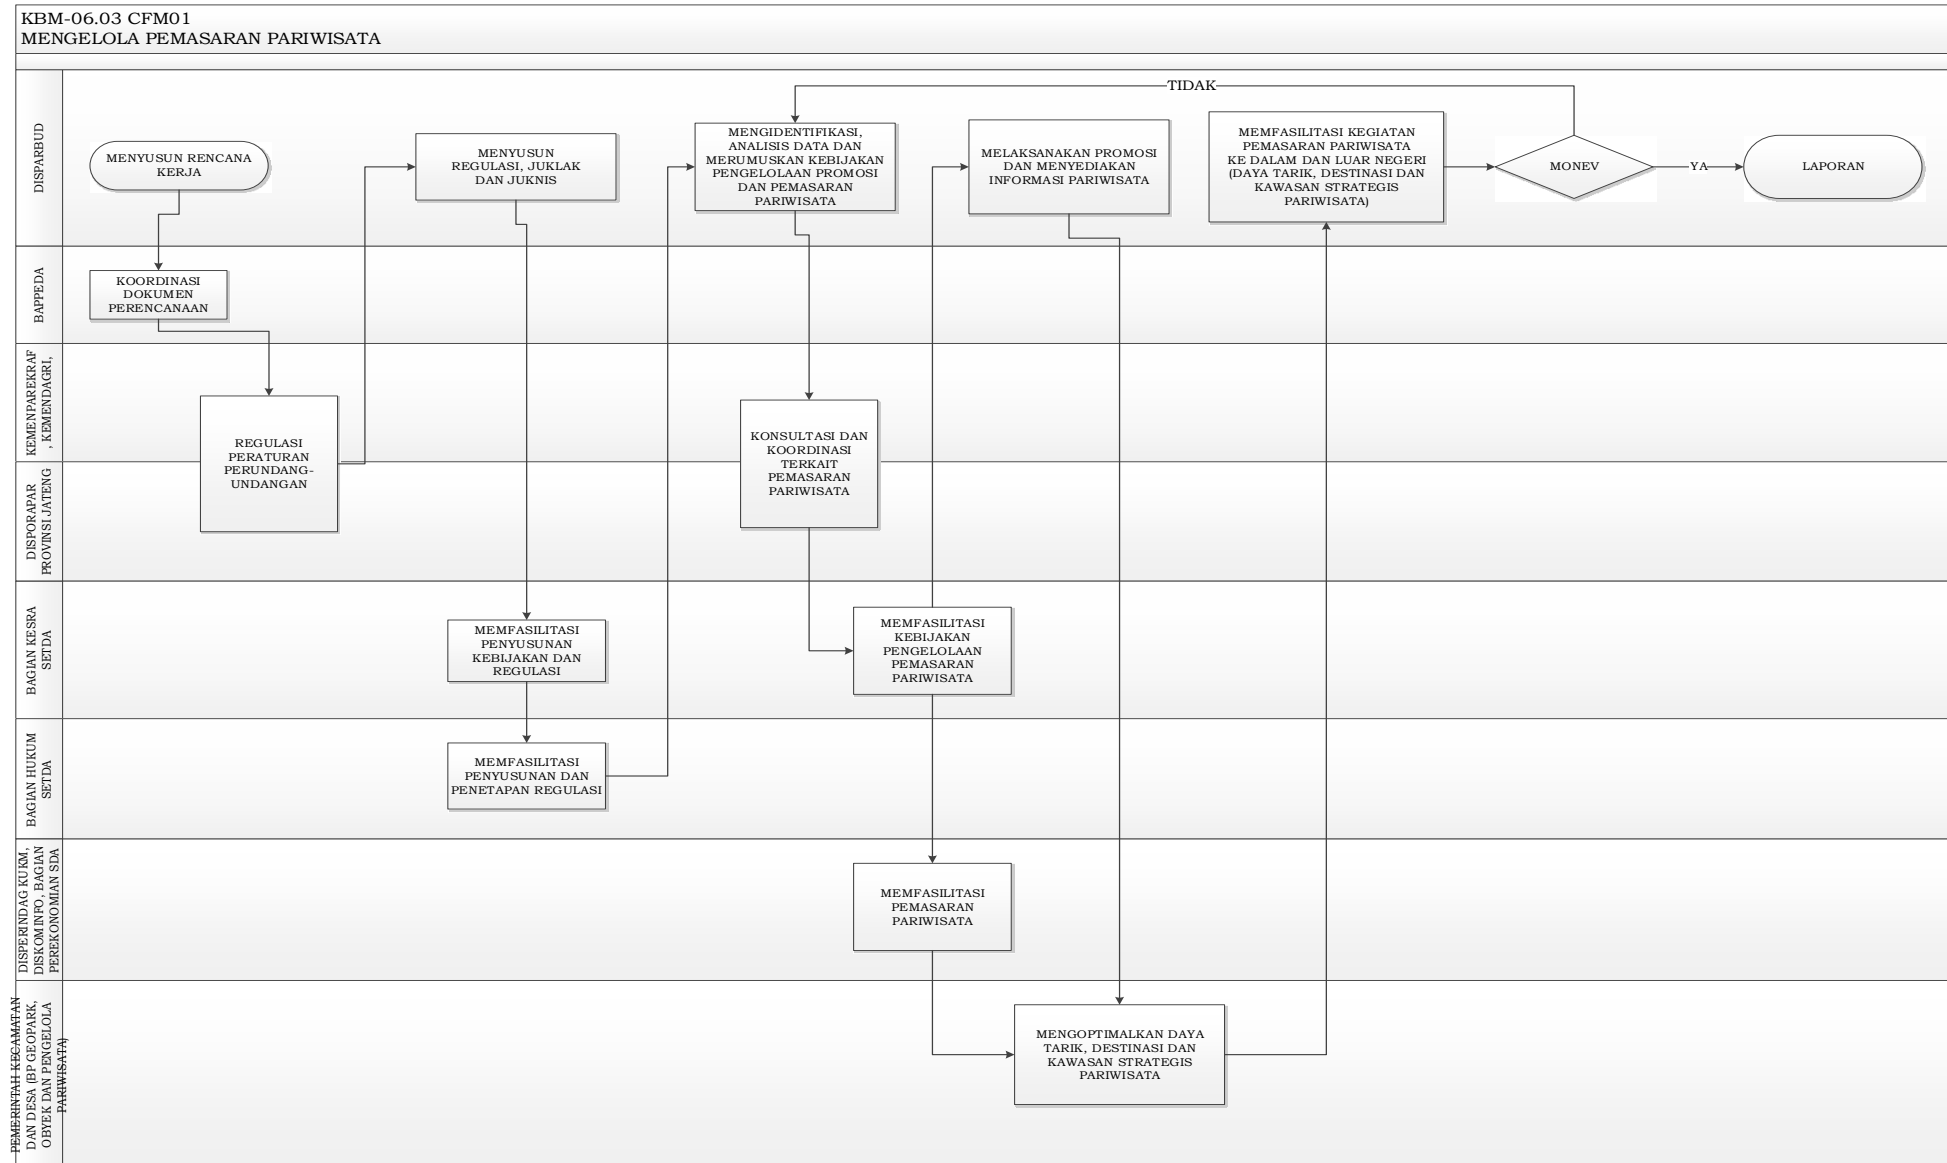 KBM-06.03 CFM01
MENGELOLA PEMASARAN PARIWISATA
DISPARBUD
MENYUSUN RENCANA
KERJA
MENYUSUN
REGULASI, JUKLAK
DAN JUKNIS
MENGIDENTIFIKASI,
ANALISIS DATA DAN
MERUMUSKAN KEBIJAKAN
PENGELOLAAN PROMOSI
DAN PEMASARAN
PARIWISATA
MELAKSANAKAN PROMOSI
DAN MENYEDIAKAN
INFORMASI PARIWISATA
TIDAK
MEMFASILITASI KEGIATAN
PEMASARAN PARIWISATA
KE DALAM DAN LUAR NEGERI
(DAYA TARIK, DESTINASI DAN
KAWASAN STRATEGIS
PARIWISATA)
MONEV
YA
LAPORAN
BAPPEDA
KOORDINASI
DOKUMEN
PERENCANAAN
KEMENPAREKRAF
, KEMENDAGRI,
REGULASI
PERATURAN
PERUNDANG-
UNDANGAN
KONSULTASI DAN
KOORDINASI
TERKAIT
PEMASARAN
PARIWISATA
DISPORAPAR
PROVINSI JATENG
BAGIAN KESRA
SETDA
MEMFASILITASI
PENYUSUNAN
KEBIJAKAN DAN
REGULASI
MEMFASILITASI
KEBIJAKAN
PENGELOLAAN
PEMASARAN
PARIWISATA
BAGIAN HUKUM
SETDA
MEMFASILITASI
PENYUSUNAN DAN
PENETAPAN REGULASI
DISPERINDAG KUKM,
DISKOMINFO, BAGIAN
PEREKONOMIAN SDA
MEMFASILITASI
PEMASARAN
PARIWISATA
PEMERINTAH KECAMATAN
DAN DESA (BP GEOPARK,
OBYEK DAN PENGELOLA
PARIWISATA)
MENGOPTIMALKAN DAYA
TARIK, DESTINASI DAN
KAWASAN STRATEGIS
PARIWISATA